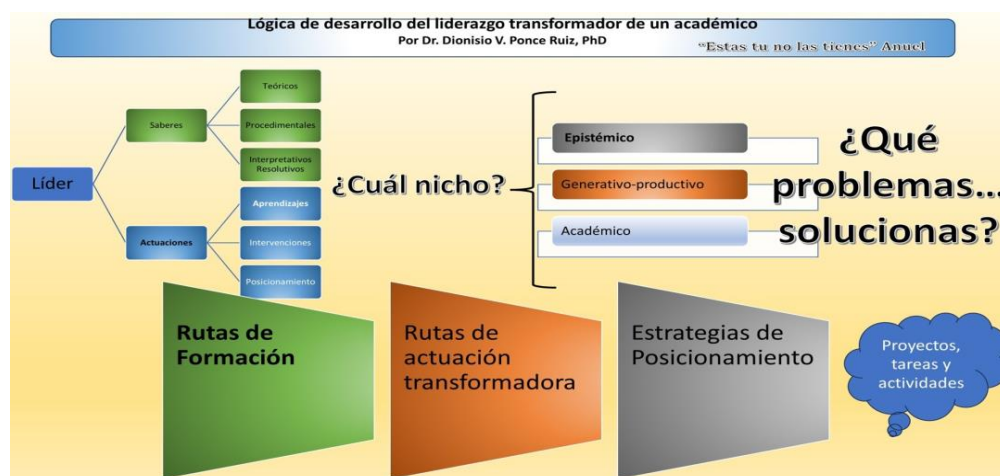 Lógica de desarrollo del liderazgo transformador de un académico
Por Dr. Dionisio V. Ponce Ruiz, PhD
“Estas tu no las tienes” Anuel
Líder
Saberes
Teóricos
Procedimentales
Interpretativos
Resolutivos
Actuaciones
Aprendizajes
Intervenciones
Posicionamiento
¿Cuál nicho?
Epistémico
Generativo-productivo
Académico
¿Qué
problemas...
solucionas?
Rutas de
Formación
Rutas de
actuación
transformadora
Estrategias de
Posicionamiento
Proyectos,
tareas y
actividades